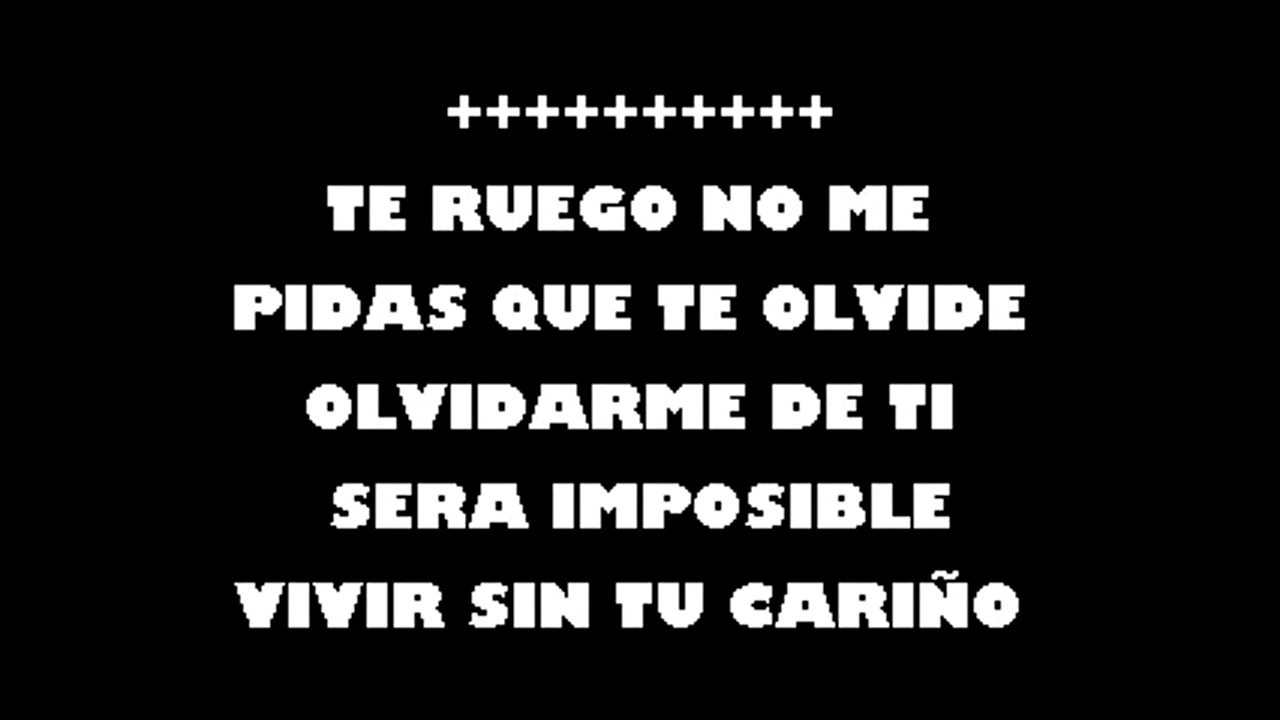 ++++++++++
TE RUEGO NO ME
PIDAS QUE TE OLVIDE
OLVIDARME DE TI
SERA IMPOSIBLE
VIVIR SIN TU CARIÑO